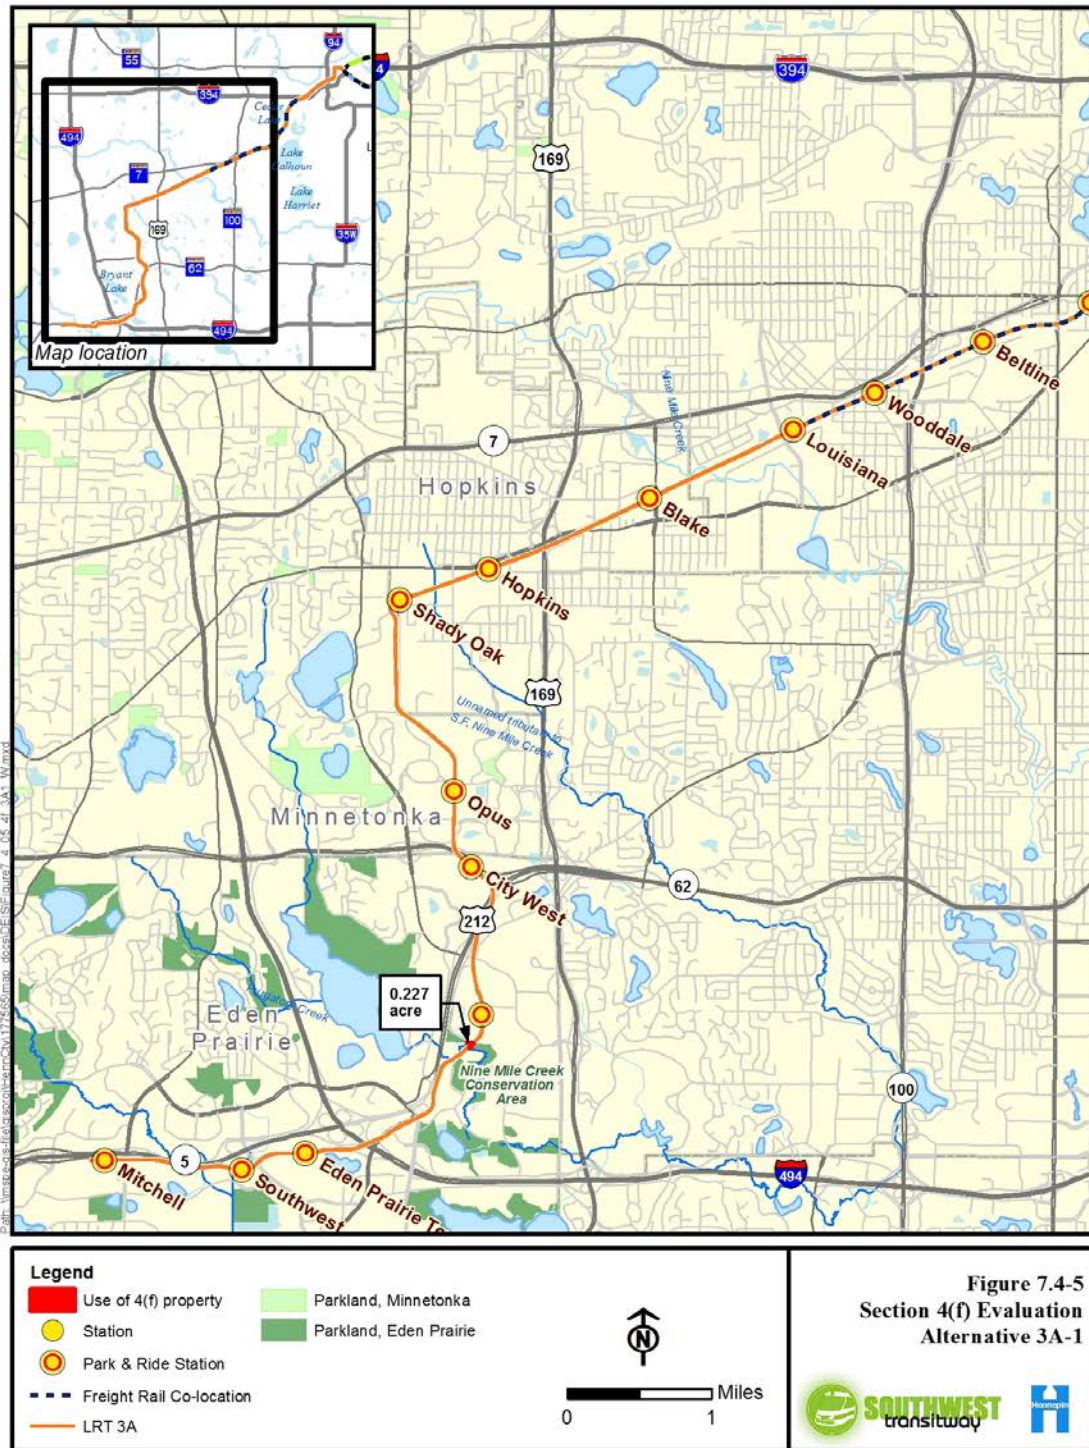 94
55
4
394
Cedar
Lake
494
Lake
Calhoun
7
Lake
Harriet
169
100
35W
62
Bryant
Lake
494
Map location
394
169
Beltline
Wooddale
Louisiana
Nine Mile Creek
7
Hopkins
Blake
Hopkins
Shady Oak
169
Unnamed tributary to
S.F. Nine Mile Creek
Opus
Minnetonka
City West
62
212
0.227
acre
Eden
Prairie
Creek
Nine Mile Creek
Conservation
Area
100
5
Mitchell
Southwest
Eden Prairie To
494
Legend
Use of 4(f) property
Station
Park & Ride Station
Freight Rail Co-location
LRT 3A
Parkland, Minnetonka
Parkland, Eden Prairie
N
Miles
0 1
Figure 7.4-5
Section 4(f) Evaluation
Alternative 3A-1
SOUTHWEST
transitway
Hennepin